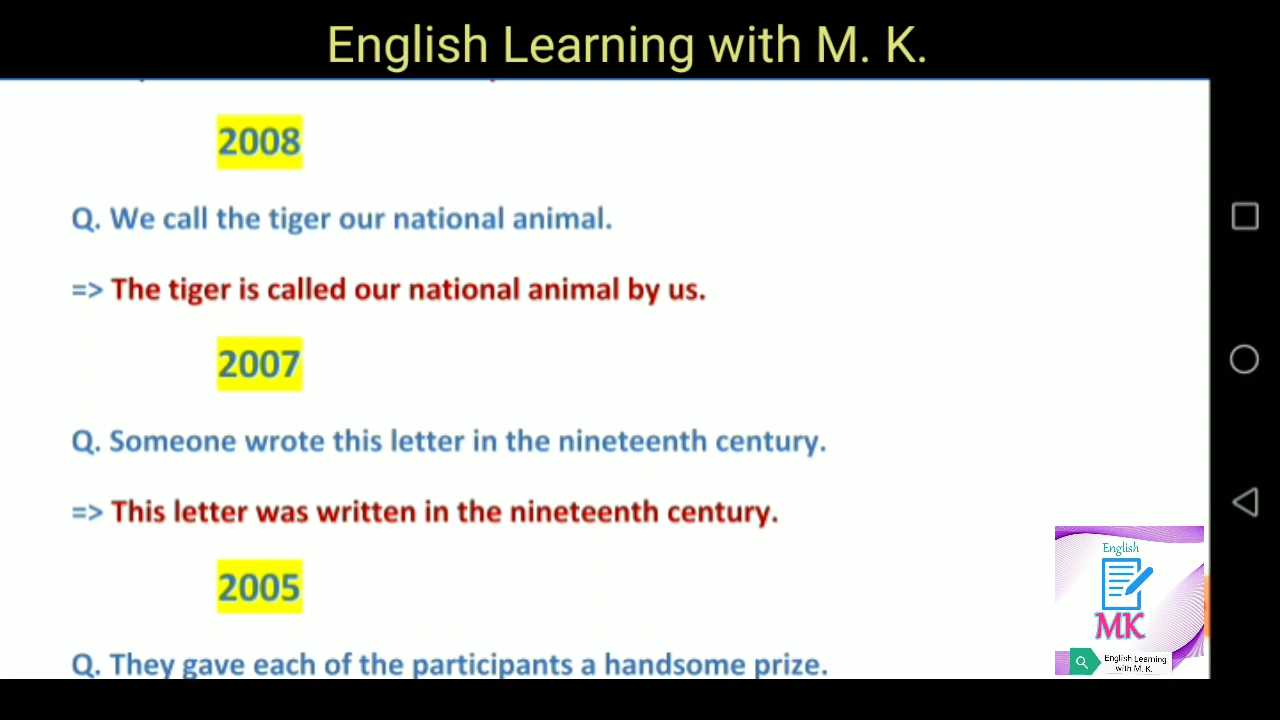 English Learning with M. K.
2008
Q. We call the tiger our national animal.
=> The tiger is called our national animal by us.
2007
Q. Someone wrote this letter in the nineteenth century.
=> This letter was written in the nineteenth century.
2005
Q. They gave each of the participants a handsome prize.
English
MK
English Learning
with M. K.